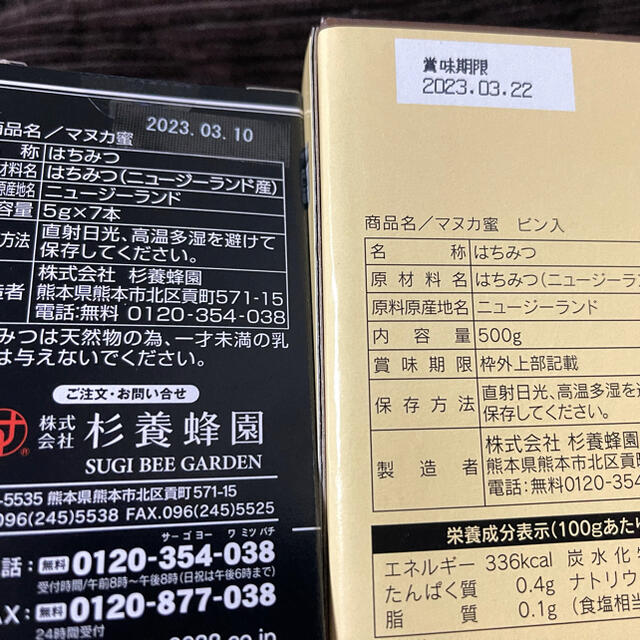 2023.03.10
商品名／マヌカ蜜
称 はちみつ
材料名 はちみつ(ニュージーランド産)
原産地名 ニュージーランド
容量 5g×7本
方法 直射日光、高温多湿を避けて
保存してください。
造者 株式会社 杉養蜂園
熊本県熊本市北区貢町571-15
電話:無料 0120-354-038
みつは天然物の為、一才未満の乳
は与えないでください。
ご注文・お問い合せ
株式会社 杉養蜂園
SUGI BEE GARDEN
-5535 熊本県熊本市北区貢町571-15
096(245)5538 FAX.096(245)5525
サーゴヨー ワ ミツバチ
話:無料 0120-354-038
受付時間/午前8時〜午後8時(日祝は午後6時まで)
AX:無料 0120-877-038
24時間受付
賞味期限
2023.03.22
商品名／マヌカ蜜 ビン入
名称 はちみつ
原材料名 はちみつ(ニュージーラ
原料原産地名 ニュージーランド
内容量 500g
賞味期限 枠外上部記載
保存方法 直射日光、高温多湿を
保存してください。
製造者 株式会社 杉養蜂園
熊本県熊本市北区貢
電話:無料0120-354
栄養成分表示(100gあた
エネルギー 336kcal 炭水化
たんぱく質 0.4g ナトリウ
脂質 0.1g (食塩相当